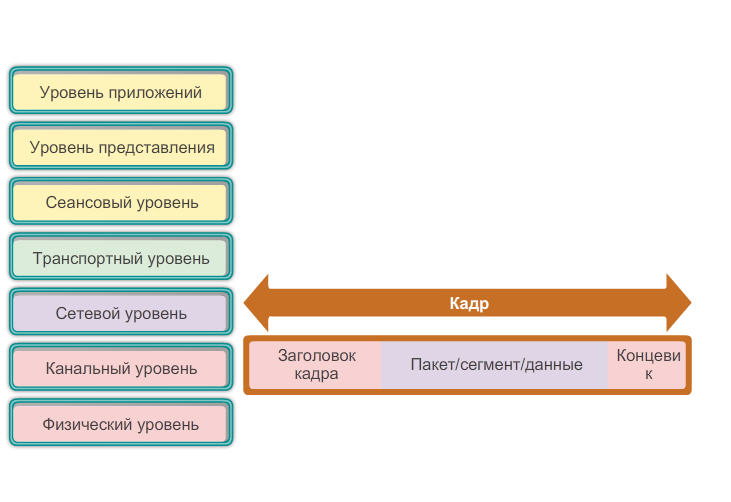 Уровень приложений
Уровень представления
Сеансовый уровень
Транспортный уровень
Сетевой уровень
Канальный уровень
Физический уровень
Кадр
Заголовок
кадра
Пакет/сегмент/данные
Концеви
к